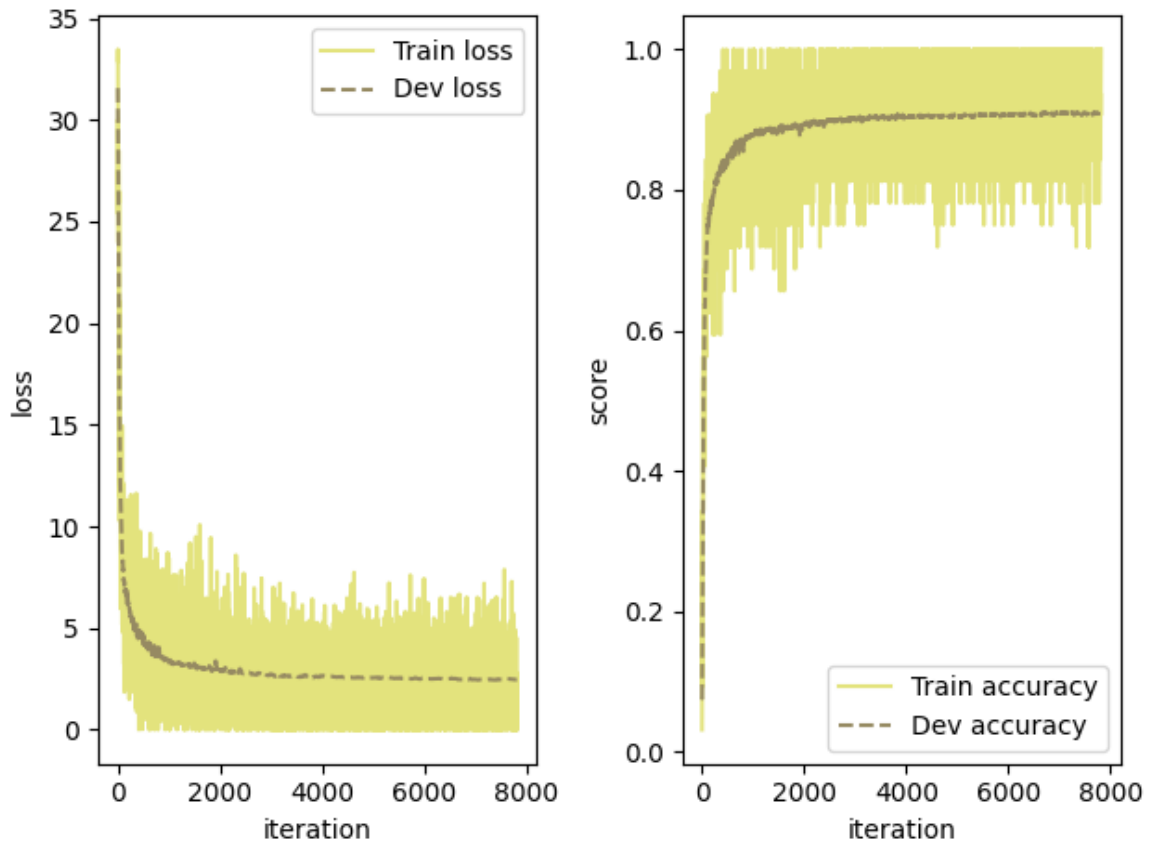 35
30
25
20
15
10
5
0
loss
0 2000 4000 6000 8000
iteration
Train loss
Dev loss
1.0
0.8
0.6
0.4
0.2
0.0
score
0 2000 4000 6000 8000
iteration
Train accuracy
Dev accuracy